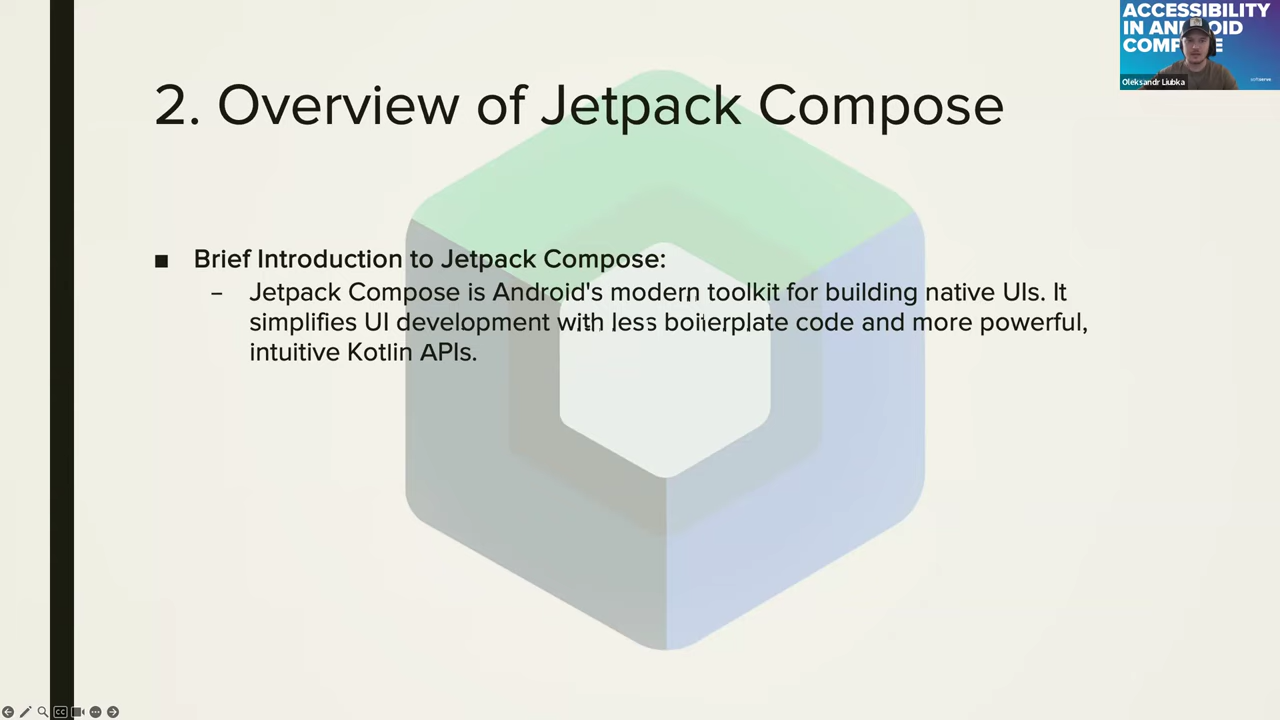 ACCESSIBILITY
COMP
Oleksandr Liubka
softserve
2. Overview of Jetpack Compose
■ Brief Introduction to Jetpack Compose:
– Jetpack Compose is Android's modern toolkit for building native UIs. It
simplifies UI development with less boilerplate code and more powerful,
intuitive Kotlin APIs.
CC